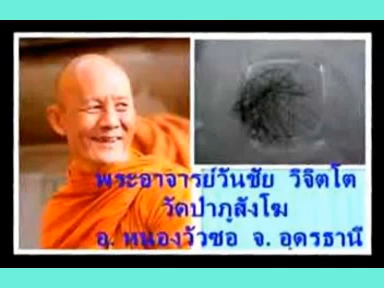 พระอาจารย์วันชัย วิจิตโต
วัดป่าภูสังโฆ
อ. หนองวัวซอ จ. อุดรธานี